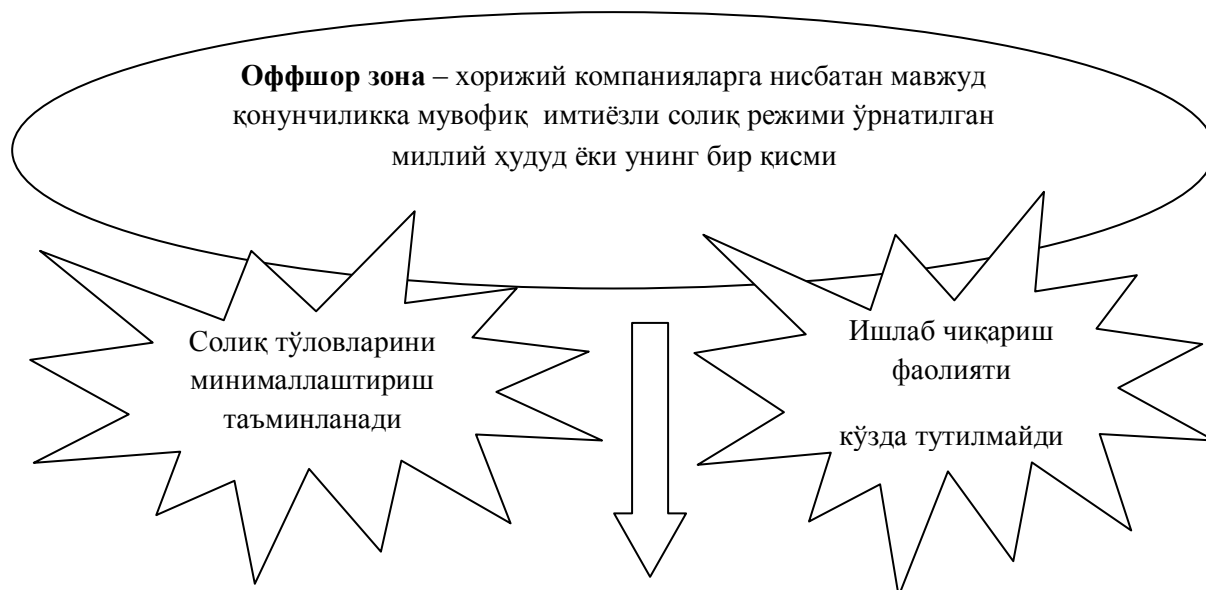 Оффшор зона – хорижий компанияларга нисбатан мавжуд
қонунчиликка мувофиқ имтиёзли солиқ режими ўрнатилган
миллий ҳудуд ёки унинг бир қисми
Солиқ тўловларини
минималлаштириш
таъминланади
Ишлаб чиқариш
фаолияти
кўзда тутилмайди